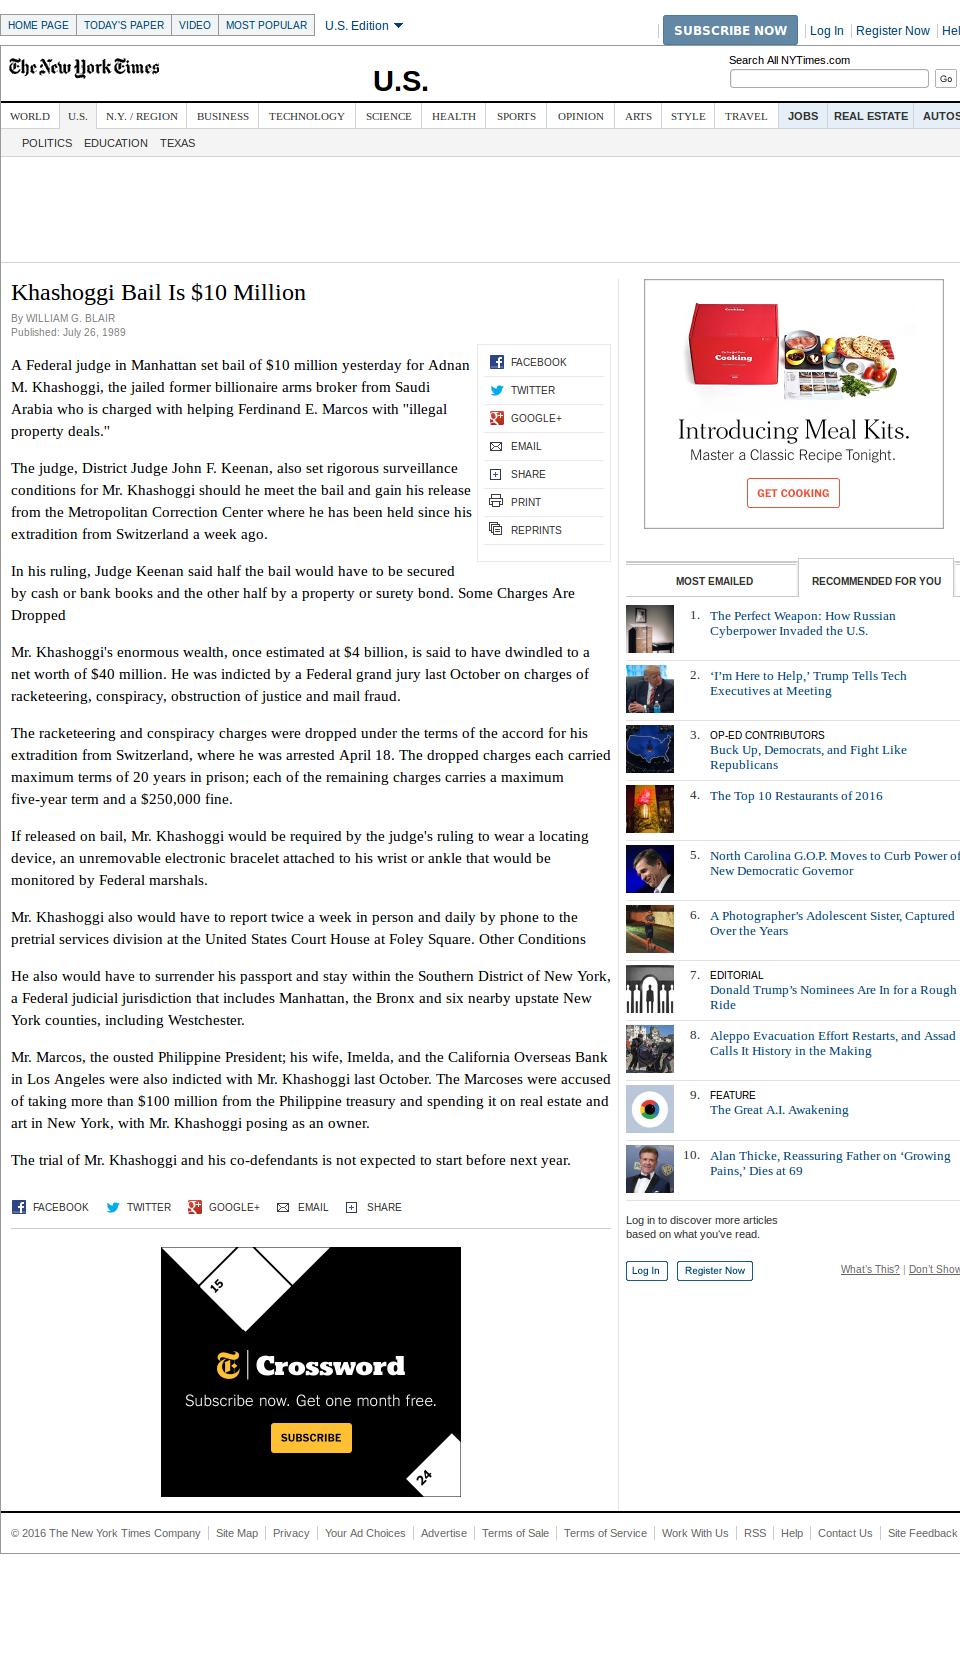 HOME PAGE
TODAY'S PAPER
VIDEO
MOST POPULAR
U.S. Edition
SUBSCRIBE NOW
Log In
Register Now
Hel
The New York Times
U.S.
Search All NYTimes.com
Go
WORLD
U.S.
N.Y. / REGION
BUSINESS
TECHNOLOGY
SCIENCE
HEALTH
SPORTS
OPINION
ARTS
STYLE
TRAVEL
JOBS
REAL ESTATE
AUTOS
POLITICS
EDUCATION
TEXAS
Khashoggi Bail Is $10 Million
By WILLIAM G. BLAIR
Published: July 26, 1989
A Federal judge in Manhattan set bail of $10 million yesterday for Adnan
M. Khashoggi, the jailed former billionaire arms broker from Saudi
Arabia who is charged with helping Ferdinand E. Marcos with "illegal
property deals."
The judge, District Judge John F. Keenan, also set rigorous surveillance
conditions for Mr. Khashoggi should he meet the bail and gain his release
from the Metropolitan Correction Center where he has been held since his
extradition from Switzerland a week ago.
In his ruling, Judge Keenan said half the bail would have to be secured
by cash or bank books and the other half by a property or surety bond. Some Charges Are
Dropped
Mr. Khashoggi's enormous wealth, once estimated at $4 billion, is said to have dwindled to a
net worth of $40 million. He was indicted by a Federal grand jury last October on charges of
racketeering, conspiracy, obstruction of justice and mail fraud.
The racketeering and conspiracy charges were dropped under the terms of the accord for his
extradition from Switzerland, where he was arrested April 18. The dropped charges each carried
maximum terms of 20 years in prison; each of the remaining charges carries a maximum
five-year term and a $250,000 fine.
If released on bail, Mr. Khashoggi would be required by the judge's ruling to wear a locating
device, an unremovable electronic bracelet attached to his wrist or ankle that would be
monitored by Federal marshals.
Mr. Khashoggi also would have to report twice a week in person and daily by phone to the
pretrial services division at the United States Court House at Foley Square. Other Conditions
He also would have to surrender his passport and stay within the Southern District of New York,
a Federal judicial jurisdiction that includes Manhattan, the Bronx and six nearby upstate New
York counties, including Westchester.
Mr. Marcos, the ousted Philippine President; his wife, Imelda, and the California Overseas Bank
in Los Angeles were also indicted with Mr. Khashoggi last October. The Marcoses were accused
of taking more than $100 million from the Philippine treasury and spending it on real estate and
art in New York, with Mr. Khashoggi posing as an owner.
The trial of Mr. Khashoggi and his co-defendants is not expected to start before next year.
FACEBOOK
TWITTER
GOOGLE+
EMAIL
SHARE
PRINT
REPRINTS
FACEBOOK
TWITTER
GOOGLE+
EMAIL
SHARE
15
T Crossword
Subscribe now. Get one month free.
SUBSCRIBE
24
Cooking
Introducing Meal Kits.
Master a Classic Recipe Tonight.
GET COOKING
MOST EMAILED
RECOMMENDED FOR YOU
1. The Perfect Weapon: How Russian
Cyberpower Invaded the U.S.
2. ‘I’m Here to Help,’ Trump Tells Tech
Executives at Meeting
3. OP-ED CONTRIBUTORS
Buck Up, Democrats, and Fight Like
Republicans
4. The Top 10 Restaurants of 2016
5. North Carolina G.O.P. Moves to Curb Power of
New Democratic Governor
6. A Photographer’s Adolescent Sister, Captured
Over the Years
7. EDITORIAL
Donald Trump’s Nominees Are In for a Rough
Ride
8. Aleppo Evacuation Effort Restarts, and Assad
Calls It History in the Making
9. FEATURE
The Great A.I. Awakening
10. Alan Thicke, Reassuring Father on ‘Growing
Pains,’ Dies at 69
Log in to discover more articles
based on what you've read.
Log In
Register Now
What's This? | Don't Show
© 2016 The New York Times Company
Site Map
Privacy
Your Ad Choices
Advertise
Terms of Sale
Terms of Service
Work With Us
RSS
Help
Contact Us
Site Feedback